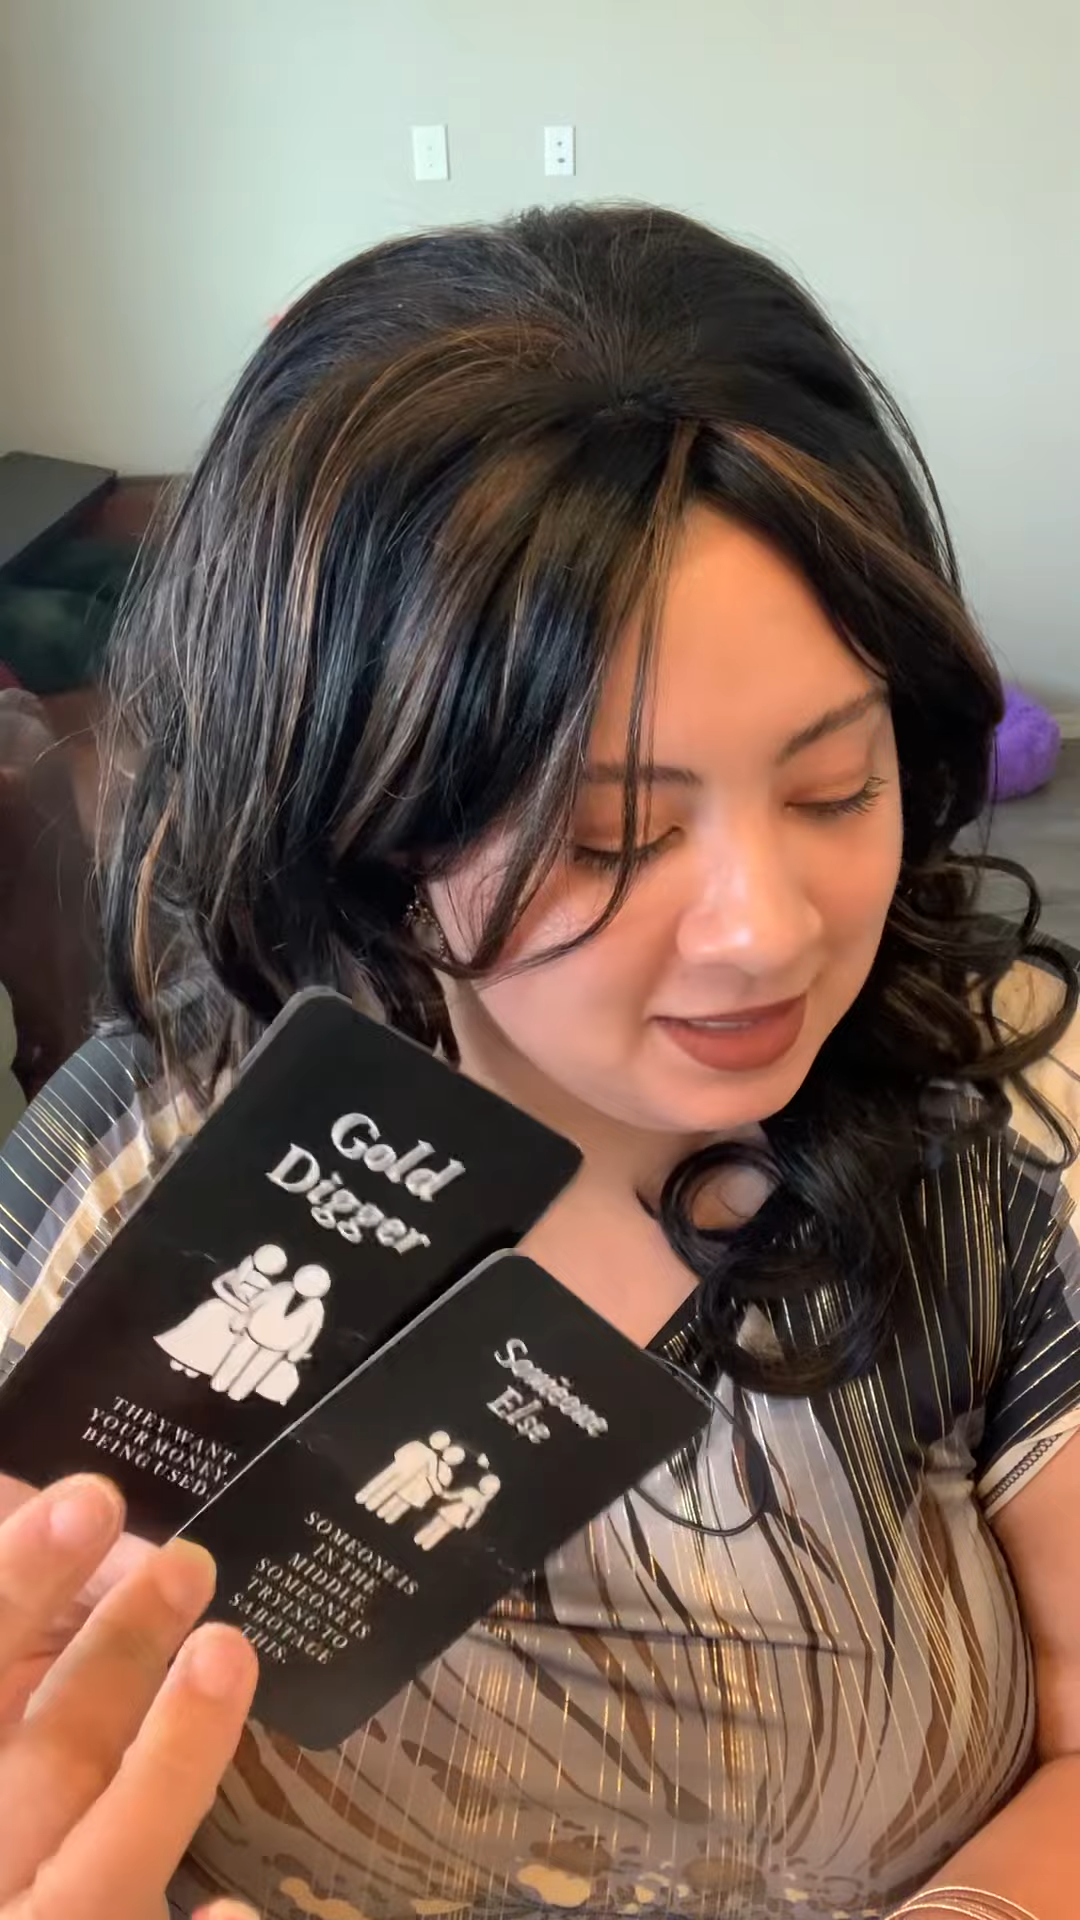 Gold
Digger
THEY WANT
YOUR MONEY.
BEING USED.
Someone
Else
SOMEONE IS
IN THE
MIDDLE.
SOMEONE IS
TRYING TO
SABOTAGE
THIS.